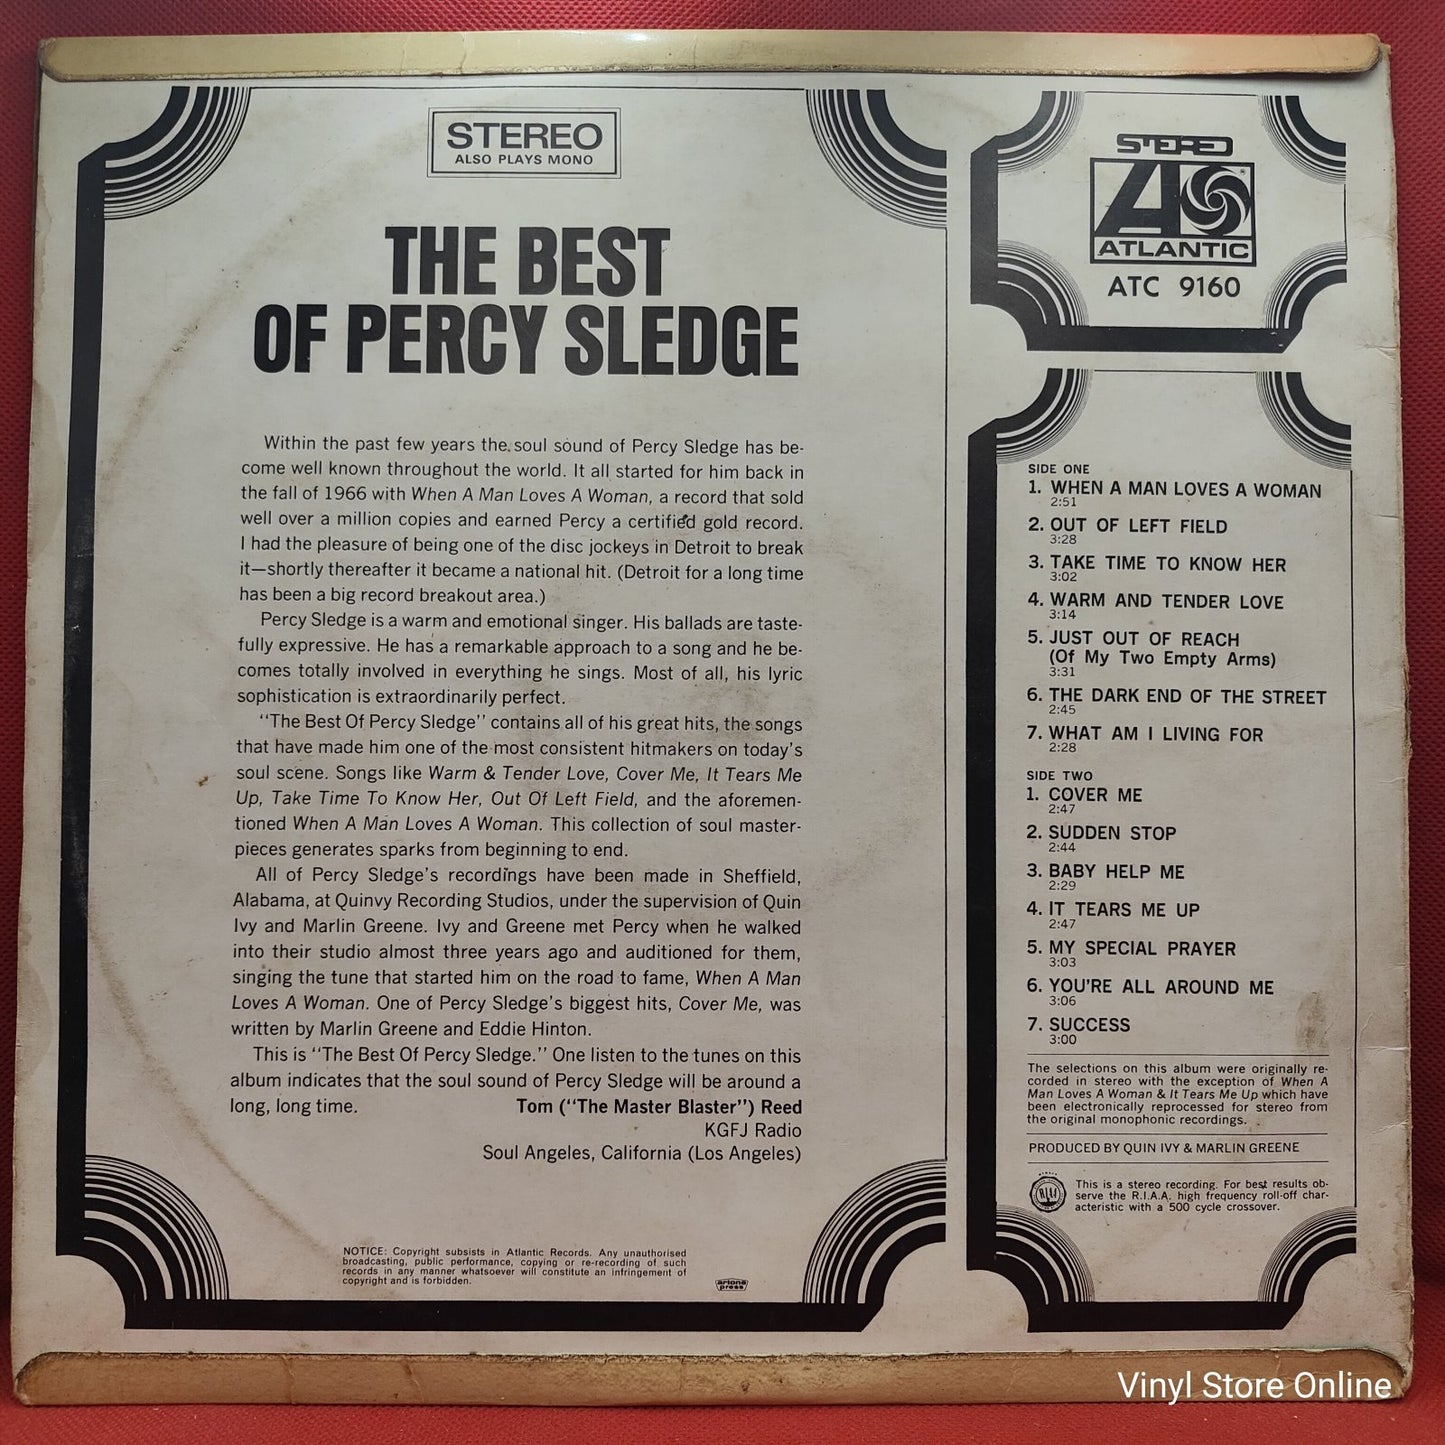 STEREO
ALSO PLAYS MONO
THE BEST
OF PERCY SLEDGE
Within the past few years the soul sound of Percy Sledge has be-
come well known throughout the world. It all started for him back in
the fall of 1966 with When A Man Loves A Woman, a record that sold
well over a million copies and earned Percy a certified gold record.
I had the pleasure of being one of the disc jockeys in Detroit to break
it—shortly thereafter it became a national hit. (Detroit for a long time
has been a big record breakout area.)
Percy Sledge is a warm and emotional singer. His ballads are taste-
fully expressive. He has a remarkable approach to a song and he be-
comes totally involved in everything he sings. Most of all, his lyric
sophistication is extraordinarily perfect.
"The Best Of Percy Sledge" contains all of his great hits, the songs
that have made him one of the most consistent hitmakers on today's
soul scene. Songs like Warm & Tender Love, Cover Me, It Tears Me
Up, Take Time To Know Her, Out Of Left Field, and the aforemen-
tioned When A Man Loves A Woman. This collection of soul master-
pieces generates sparks from beginning to end.
All of Percy Sledge's recordings have been made in Sheffield,
Alabama, at Quinvy Recording Studios, under the supervision of Quin
Ivy and Marlin Greene. Ivy and Greene met Percy when he walked
into their studio almost three years ago and auditioned for them,
singing the tune that started him on the road to fame, When A Man
Loves A Woman. One of Percy Sledge's biggest hits, Cover Me, was
written by Marlin Greene and Eddie Hinton.
This is "The Best Of Percy Sledge." One listen to the tunes on this
album indicates that the soul sound of Percy Sledge will be around a
long, long time. Tom ("The Master Blaster") Reed
KGFJ Radio
Soul Angeles, California (Los Angeles)
NOTICE: Copyright subsists in Atlantic Records. Any unauthorised
broadcasting, public performance, copying or re-recording of such
records in any manner whatsoever will constitute an infringement of
copyright and is forbidden.
STEREO
A
®
ATLANTIC
ATC 9160
SIDE ONE
1. WHEN A MAN LOVES A WOMAN
2:51
2. OUT OF LEFT FIELD
3:28
3. TAKE TIME TO KNOW HER
3:02
4. WARM AND TENDER LOVE
3:14
5. JUST OUT OF REACH
(Of My Two Empty Arms)
3:31
6. THE DARK END OF THE STREET
2:45
7. WHAT AM I LIVING FOR
2:28
SIDE TWO
1. COVER ME
2:47
2. SUDDEN STOP
2:44
3. BABY HELP ME
2:29
4. IT TEARS ME UP
2:47
5. MY SPECIAL PRAYER
3:03
6. YOU'RE ALL AROUND ME
3:06
7. SUCCESS
3:00
The selections on this album were originally re-
corded in stereo with the exception of When A
Man Loves A Woman & It Tears Me Up which have
been electronically reprocessed for stereo from
the original monophonic recordings.
PRODUCED BY QUIN IVY & MARLIN GREENE
RIAA
This is a stereo recording. For best results ob-
serve the R.I.A.A. high frequency roll-off char-
acteristic with a 500 cycle crossover.
Vinyl Store Online